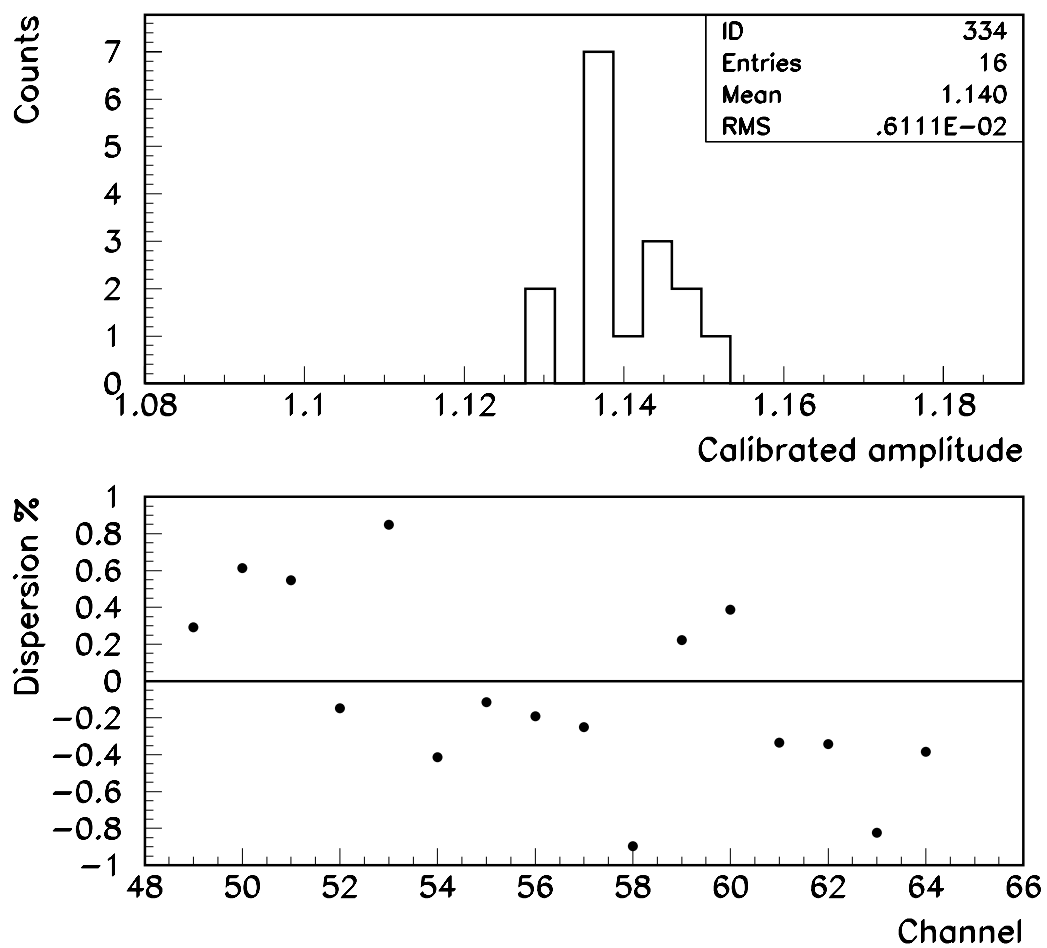 Counts
ID 334
Entries 16
Mean 1.140
RMS .6111E−02
7
6
5
4
3
2
1
0
1.08 1.1 1.12 1.14 1.16 1.18
Calibrated amplitude
Dispersion %
1
0.8
0.6
0.4
0.2
0
−0.2
−0.4
−0.6
−0.8
−1
48 50 52 54 56 58 60 62 64 66
Channel